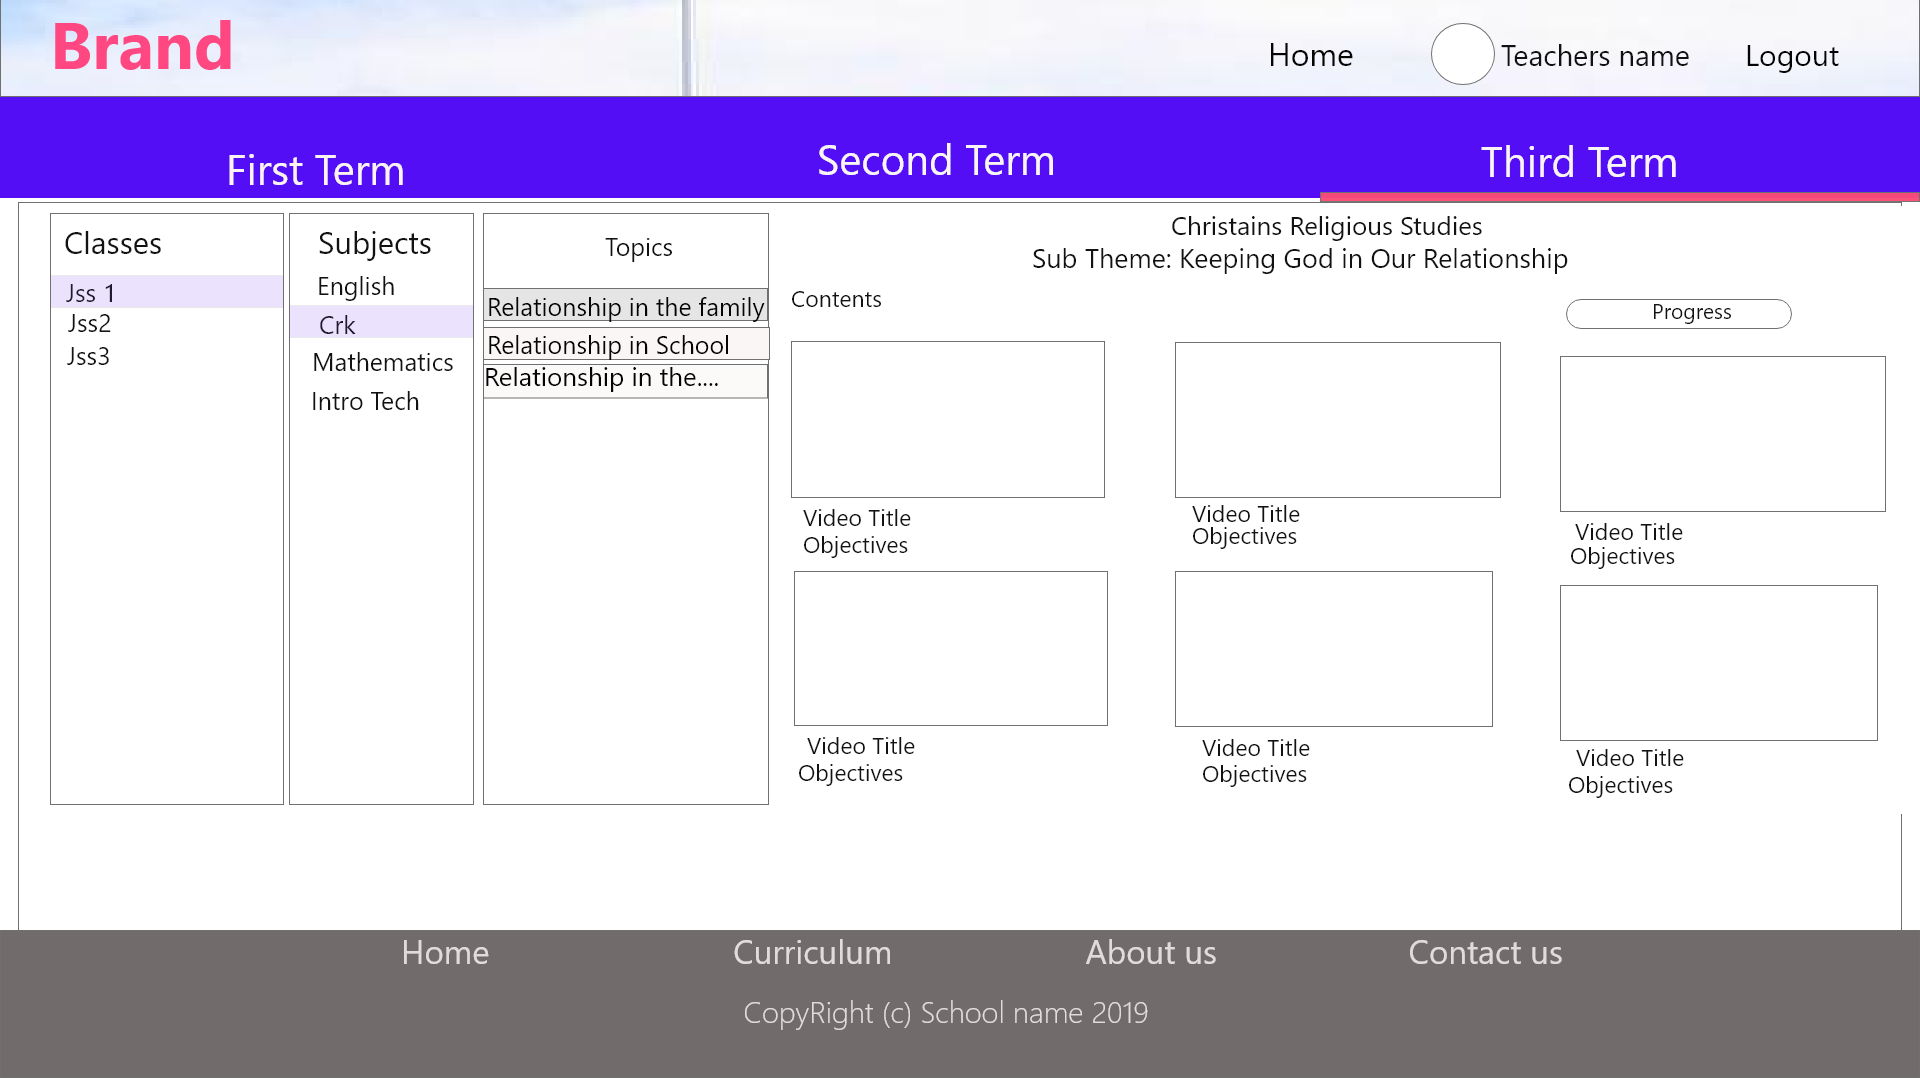 Brand
Home
Teachers name
Logout
First Term
Second Term
Third Term
Classes
Jss 1
Jss2
Jss3
Subjects
English
Crk
Mathematics
Intro Tech
Topics
Relationship in the family
Relationship in School
Relationship in the....
Christains Religious Studies
Sub Theme: Keeping God in Our Relationship
Contents
Progress
Video Title
Objectives
Video Title
Objectives
Video Title
Objectives
Video Title
Objectives
Video Title
Objectives
Video Title
Objectives
Home
Curriculum
About us
Contact us
CopyRight (c) School name 2019